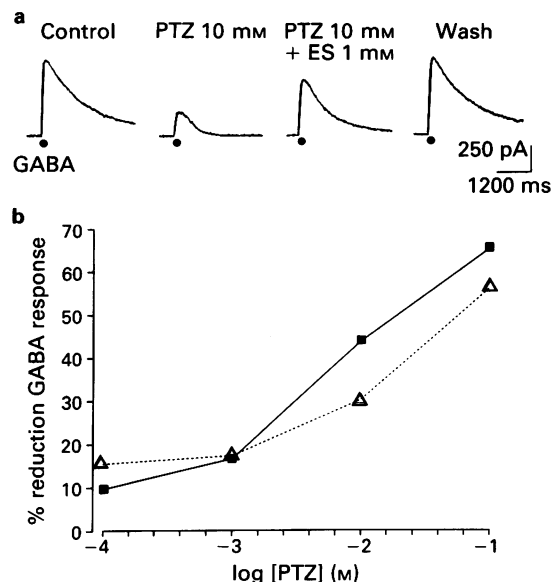 a
Control PTZ 10 mM PTZ 10 mM Wash
+ ES 1 mM
GABA
250 pA
1200 ms
b
70
60
50
40
30
20
10
0
% reduction GABA response
−4 −3 −2 −1
log [PTZ] (M)